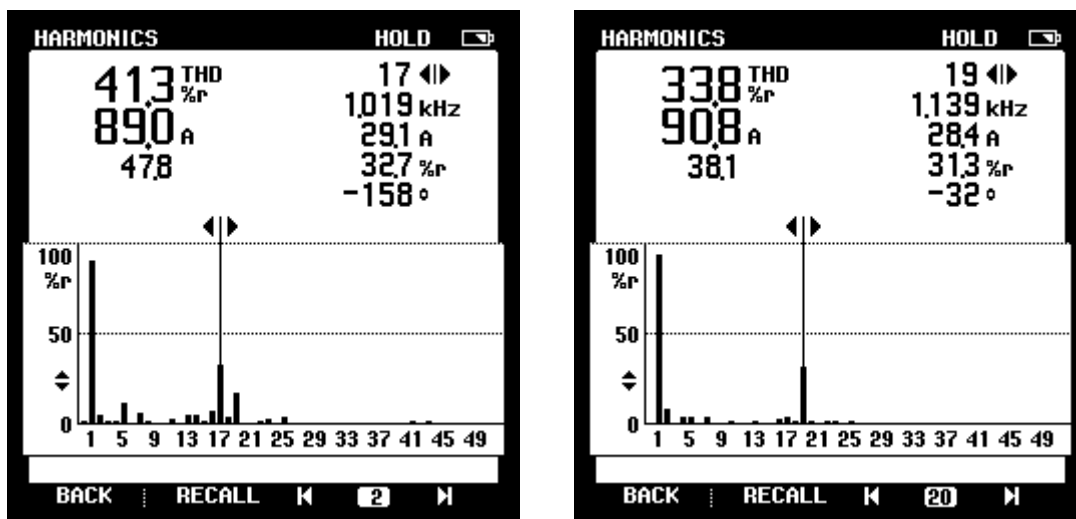 HARMONICS HOLD
41.3 THD %r
89.0 A
47.8
17
1.019 kHz
29.1 A
32.7 %r
-158 °
100
%r
50
0
1 5 9 13 17 21 25 29 33 37 41 45 49
BACK RECALL 2
HARMONICS HOLD
33.8 THD %r
90.8 A
38.1
19
1.139 kHz
28.4 A
31.3 %r
-32 °
100
%r
50
0
1 5 9 13 17 21 25 29 33 37 41 45 49
BACK RECALL 20